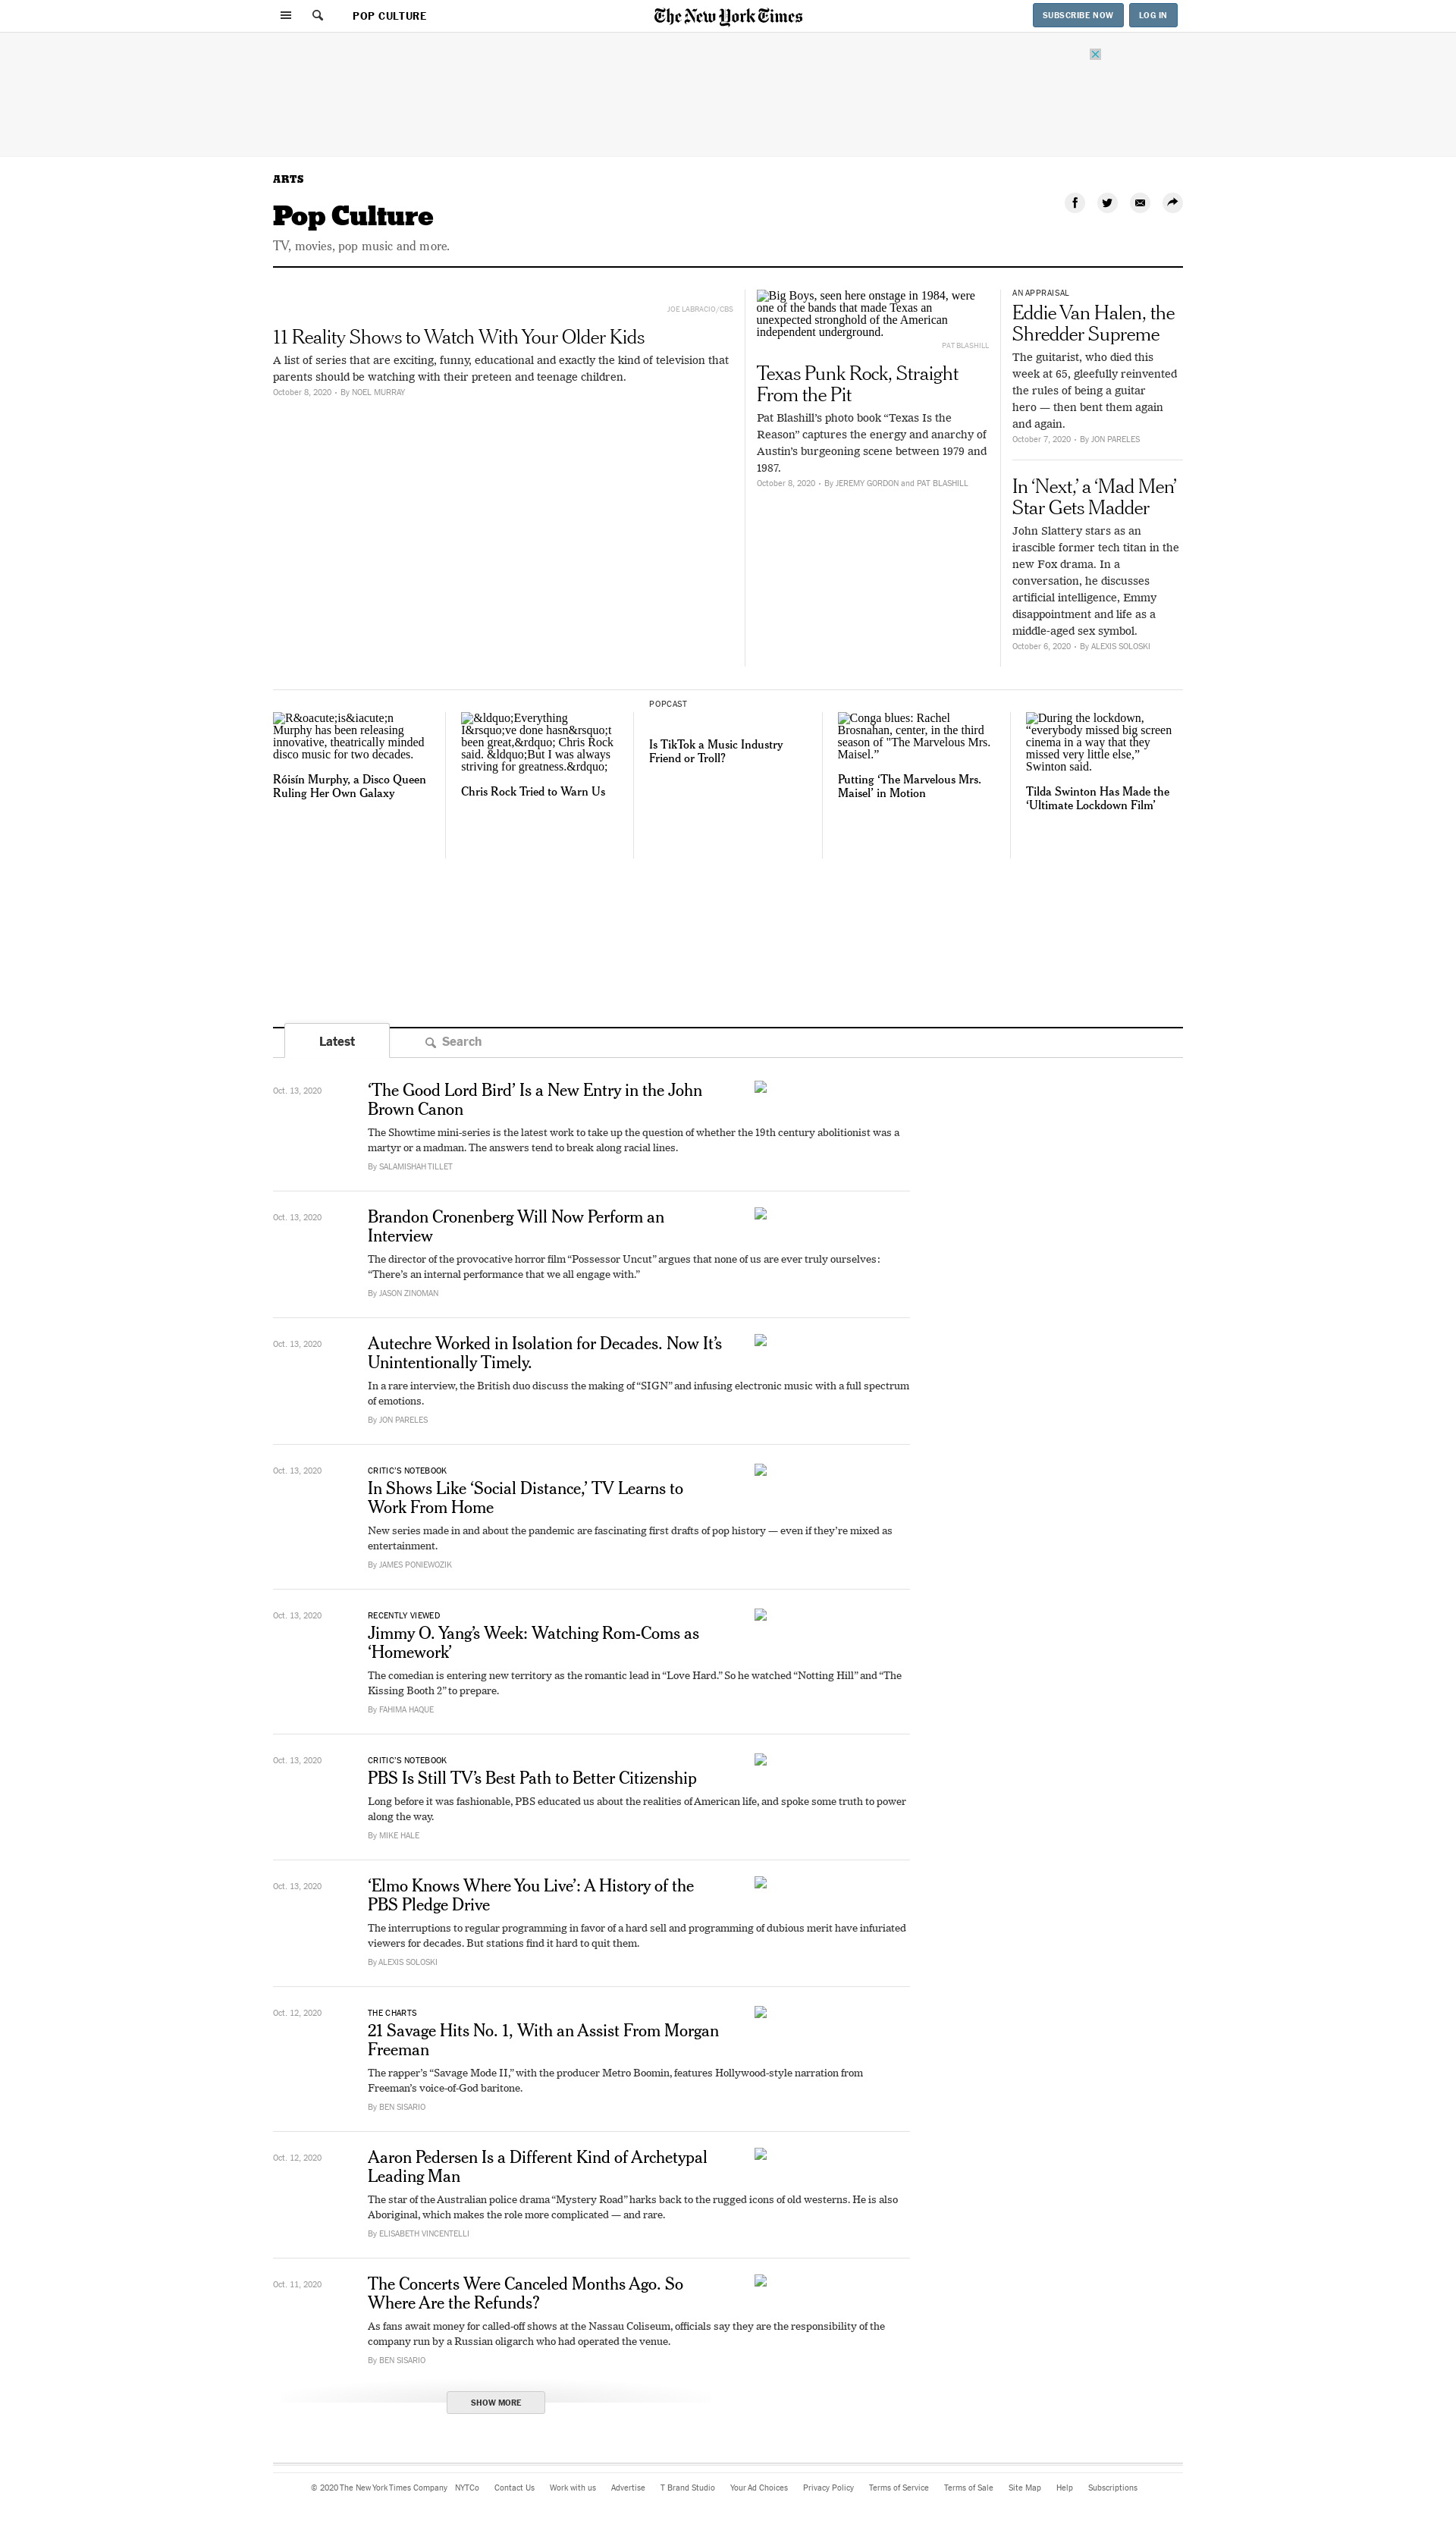 POP CULTURE
The New York Times
SUBSCRIBE NOW
LOG IN
ARTS
Pop Culture
TV, movies, pop music and more.
JOE LABRACIO/CBS
11 Reality Shows to Watch With Your Older Kids
A list of series that are exciting, funny, educational and exactly the kind of television that
parents should be watching with their preteen and teenage children.
October 8, 2020 • By NOEL MURRAY
Big Boys, seen here onstage in 1984, were
one of the bands that made Texas an
unexpected stronghold of the American
independent underground.
PAT BLASHILL
Texas Punk Rock, Straight
From the Pit
Pat Blashill’s photo book “Texas Is the
Reason” captures the energy and anarchy of
Austin’s burgeoning scene between 1979 and
1987.
October 8, 2020 • By JEREMY GORDON and PAT BLASHILL
AN APPRAISAL
Eddie Van Halen, the
Shredder Supreme
The guitarist, who died this
week at 65, gleefully reinvented
the rules of being a guitar
hero — then bent them again
and again.
October 7, 2020 • By JON PARELES
In ‘Next,’ a ‘Mad Men’
Star Gets Madder
John Slattery stars as an
irascible former tech titan in the
new Fox drama. In a
conversation, he discusses
artificial intelligence, Emmy
disappointment and life as a
middle-aged sex symbol.
October 6, 2020 • By ALEXIS SOLOSKI
R&oacute;is&iacute;n
Murphy has been releasing
innovative, theatrically minded
disco music for two decades.
Róisín Murphy, a Disco Queen
Ruling Her Own Galaxy
&ldquo;Everything
I&rsquo;ve done hasn&rsquo;t
been great,&rdquo; Chris Rock
said. &ldquo;But I was always
striving for greatness.&rdquo;
Chris Rock Tried to Warn Us
POPCAST
Is TikTok a Music Industry
Friend or Troll?
Conga blues: Rachel
Brosnahan, center, in the third
season of "The Marvelous Mrs.
Maisel.”
Putting ‘The Marvelous Mrs.
Maisel’ in Motion
During the lockdown,
“everybody missed big screen
cinema in a way that they
missed very little else,”
Swinton said.
Tilda Swinton Has Made the
‘Ultimate Lockdown Film’
Latest
Search
Oct. 13, 2020
‘The Good Lord Bird’ Is a New Entry in the John
Brown Canon
The Showtime mini-series is the latest work to take up the question of whether the 19th century abolitionist was a
martyr or a madman. The answers tend to break along racial lines.
By SALAMISHAH TILLET
Oct. 13, 2020
Brandon Cronenberg Will Now Perform an
Interview
The director of the provocative horror film “Possessor Uncut” argues that none of us are ever truly ourselves:
“There’s an internal performance that we all engage with.”
By JASON ZINOMAN
Oct. 13, 2020
Autechre Worked in Isolation for Decades. Now It’s
Unintentionally Timely.
In a rare interview, the British duo discuss the making of “SIGN” and infusing electronic music with a full spectrum
of emotions.
By JON PARELES
Oct. 13, 2020
CRITIC’S NOTEBOOK
In Shows Like ‘Social Distance,’ TV Learns to
Work From Home
New series made in and about the pandemic are fascinating first drafts of pop history — even if they’re mixed as
entertainment.
By JAMES PONIEWOZIK
Oct. 13, 2020
RECENTLY VIEWED
Jimmy O. Yang’s Week: Watching Rom-Coms as
‘Homework’
The comedian is entering new territory as the romantic lead in “Love Hard.” So he watched “Notting Hill” and “The
Kissing Booth 2” to prepare.
By FAHIMA HAQUE
Oct. 13, 2020
CRITIC’S NOTEBOOK
PBS Is Still TV’s Best Path to Better Citizenship
Long before it was fashionable, PBS educated us about the realities of American life, and spoke some truth to power
along the way.
By MIKE HALE
Oct. 13, 2020
‘Elmo Knows Where You Live’: A History of the
PBS Pledge Drive
The interruptions to regular programming in favor of a hard sell and programming of dubious merit have infuriated
viewers for decades. But stations find it hard to quit them.
By ALEXIS SOLOSKI
Oct. 12, 2020
THE CHARTS
21 Savage Hits No. 1, With an Assist From Morgan
Freeman
The rapper’s “Savage Mode II,” with the producer Metro Boomin, features Hollywood-style narration from
Freeman’s voice-of-God baritone.
By BEN SISARIO
Oct. 12, 2020
Aaron Pedersen Is a Different Kind of Archetypal
Leading Man
The star of the Australian police drama “Mystery Road” harks back to the rugged icons of old westerns. He is also
Aboriginal, which makes the role more complicated — and rare.
By ELISABETH VINCENTELLI
Oct. 11, 2020
The Concerts Were Canceled Months Ago. So
Where Are the Refunds?
As fans await money for called-off shows at the Nassau Coliseum, officials say they are the responsibility of the
company run by a Russian oligarch who had operated the venue.
By BEN SISARIO
SHOW MORE
© 2020 The New York Times Company NYTCo Contact Us Work with us Advertise T Brand Studio Your Ad Choices Privacy Policy Terms of Service Terms of Sale Site Map Help Subscriptions